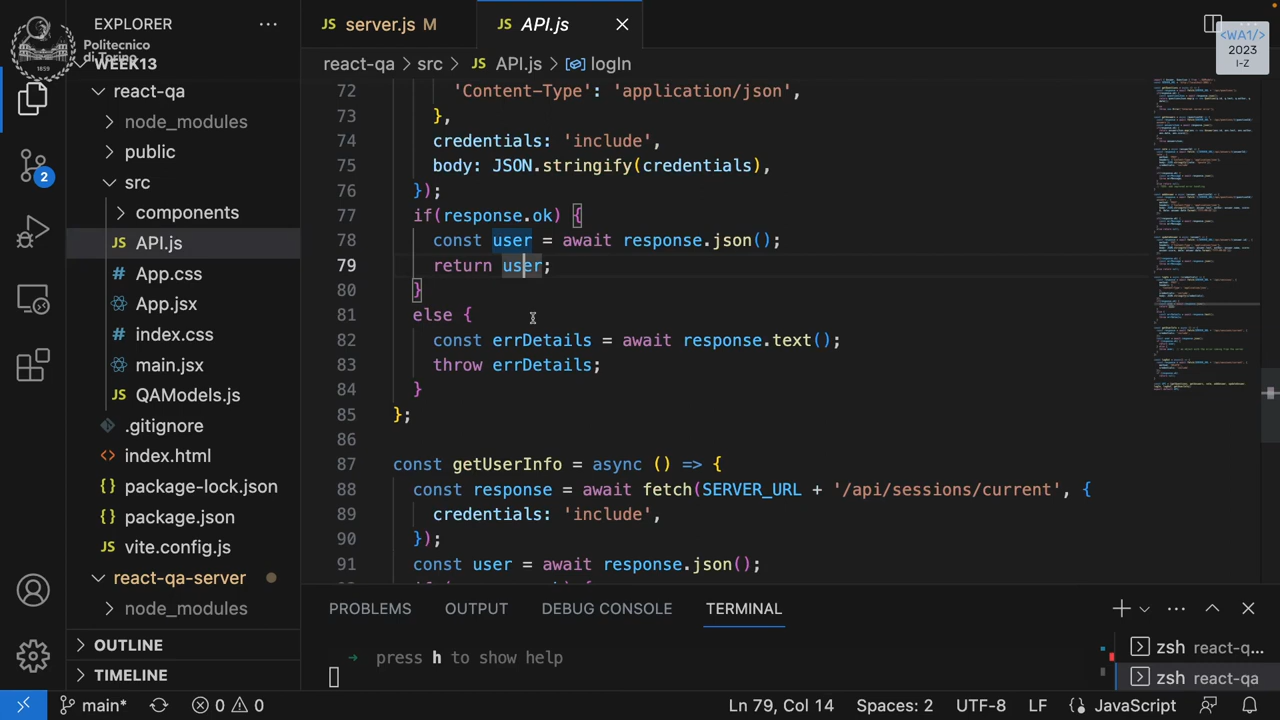 EXPLORER
Politecnico
di Torino
WEEK13
react-qa
node_modules
public
src
components
JS API.js
App.css
App.jsx
index.css
main.jsx
JS QAModels.js
.gitignore
<> index.html
{} package-lock.json
{} package.json
vite.config.js
react-qa-server
node_modules
OUTLINE
TIMELINE
JS server.js M
JS API.js
<WA1/>
2023
I-Z
react-qa > src > JS API.js > logIn
72 'Content-Type': 'application/json',
73 },
74 credentials: 'include',
75 body: JSON.stringify(credentials),
76 });
77 if(response.ok) {
78 const user = await response.json();
79 return user;
80 }
81 else
82 const errDetails = await response.text();
83 throw errDetails;
84 }
85 };
86
87 const getUserInfo = async () => {
88 const response = await fetch(SERVER_URL + '/api/sessions/current', {
89 credentials: 'include',
90 });
91 const user = await response.json();
PROBLEMS OUTPUT DEBUG CONSOLE TERMINAL
→ press h to show help
zsh react-q...
zsh react-qa
2
main* 0 0 Ln 79, Col 14 Spaces: 2 UTF-8 LF {} JavaScript